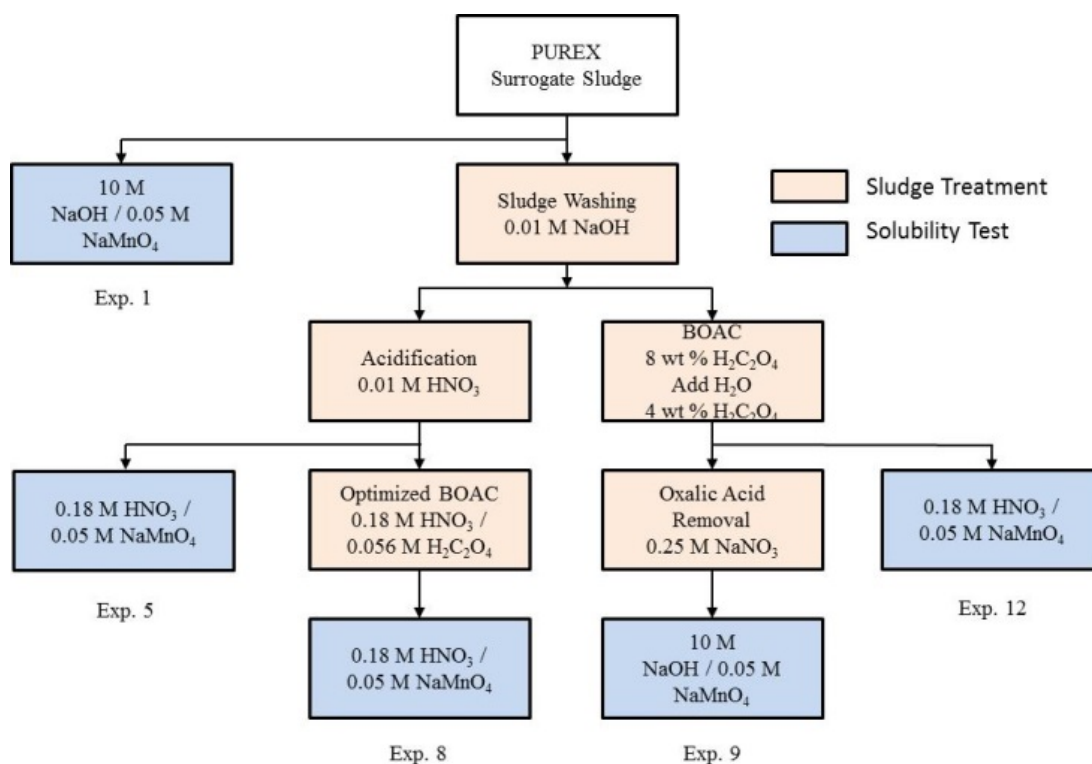 PUREX
Surrogate Sludge
10 M
NaOH / 0.05 M
NaMnO₄
Exp. 1
Sludge Washing
0.01 M NaOH
Sludge Treatment
Solubility Test
Acidification
0.01 M HNO₃
BOAC
8 wt % H₂C₂O₄
Add H₂O
4 wt % H₂C₂O₄
0.18 M HNO₃ /
0.05 M NaMnO₄
Exp. 5
Optimized BOAC
0.18 M HNO₃ /
0.056 M H₂C₂O₄
Oxalic Acid
Removal
0.25 M NaNO₃
0.18 M HNO₃ /
0.05 M NaMnO₄
Exp. 12
0.18 M HNO₃ /
0.05 M NaMnO₄
Exp. 8
10 M
NaOH / 0.05 M
NaMnO₄
Exp. 9